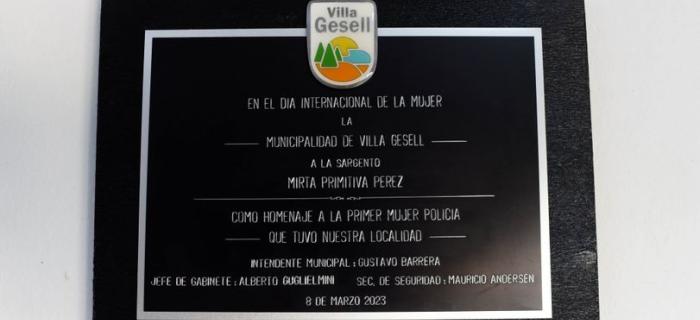 Villa
Gesell
EN EL DIA INTERNACIONAL DE LA MUJER
LA
MUNICIPALIDAD DE VILLA GESELL
A LA SARGENTO
MIRTA PRIMITIVA PEREZ
COMO HOMENAJE A LA PRIMER MUJER POLICIA
QUE TUVO NUESTRA LOCALIDAD
INTENDENTE MUNICIPAL : GUSTAVO BARRERA
JEFE DE GABINETE : ALBERTO GUGLIELMINI SEC. DE SEGURIDAD : MAURICIO ANDERSEN
8 DE MARZO 2023